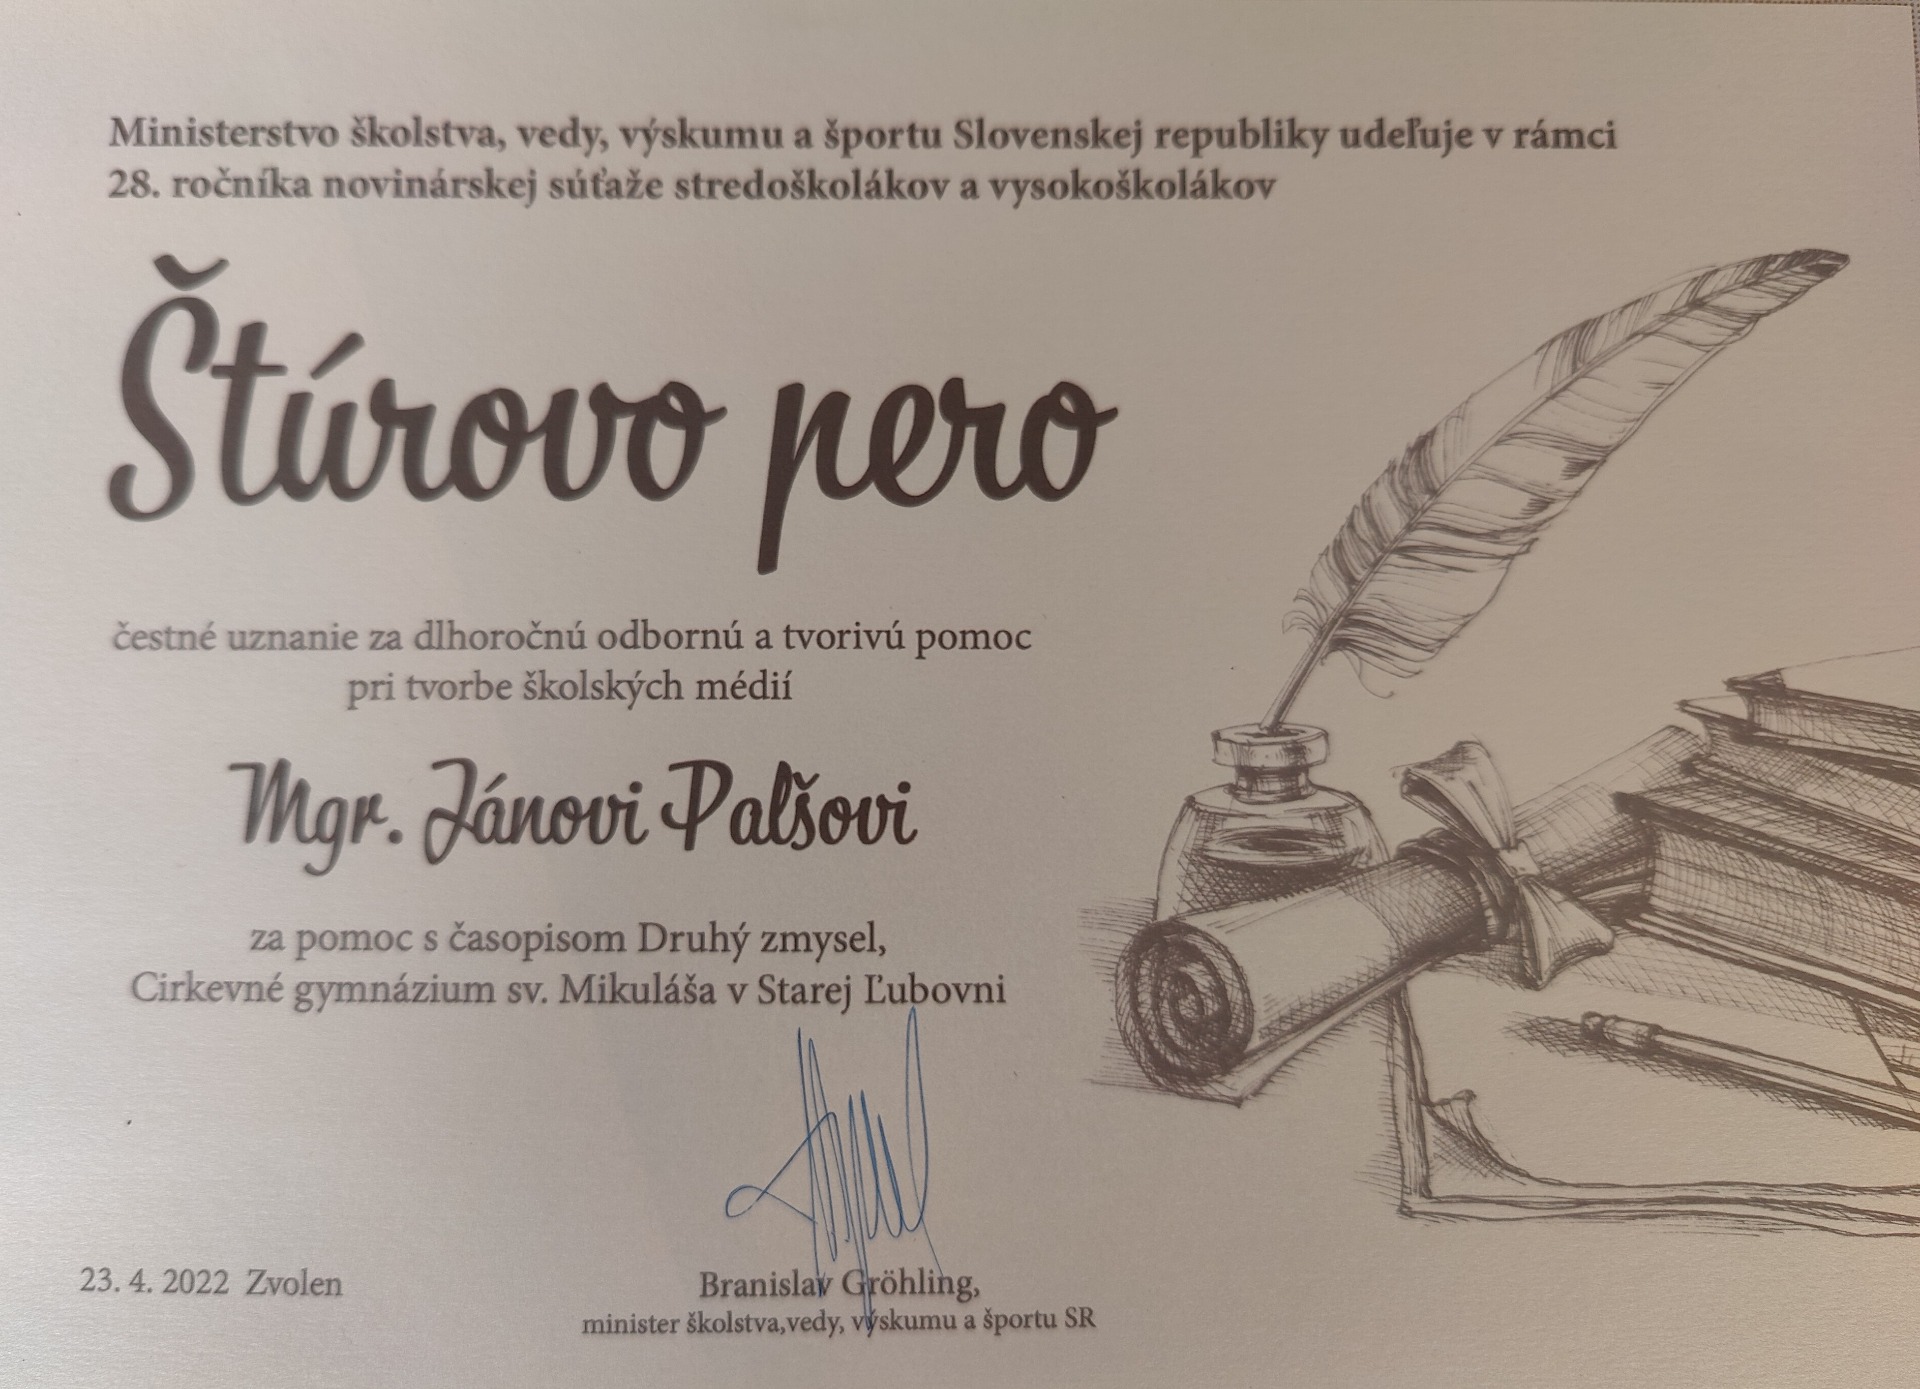 Ministerstvo školstva, vedy, výskumu a športu Slovenskej republiky udeľuje v rámci
28. ročníka novinárskej súťaže stredoškolákov a vysokoškolákov
Štúrovo pero
čestné uznanie za dlhoročnú odbornú a tvorivú pomoc
pri tvorbe školských médií
Mgr. Jánovi Palšovi
za pomoc s časopisom Druhý zmysel,
Cirkevné gymnázium sv. Mikuláša v Starej Ľubovni
23. 4. 2022 Zvolen
Branislav Gröhling,
minister školstva,vedy, výskumu a športu SR